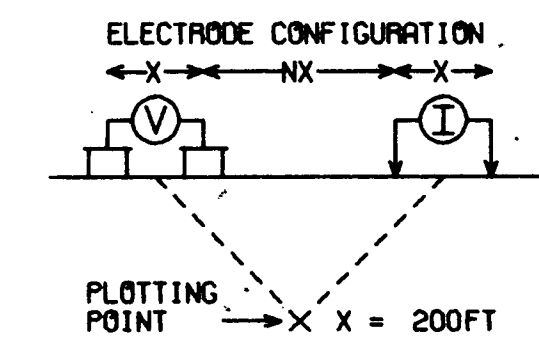 ELECTRODE CONFIGURATION
X NX X
V I
PLOTTING
POINT X X = 200FT